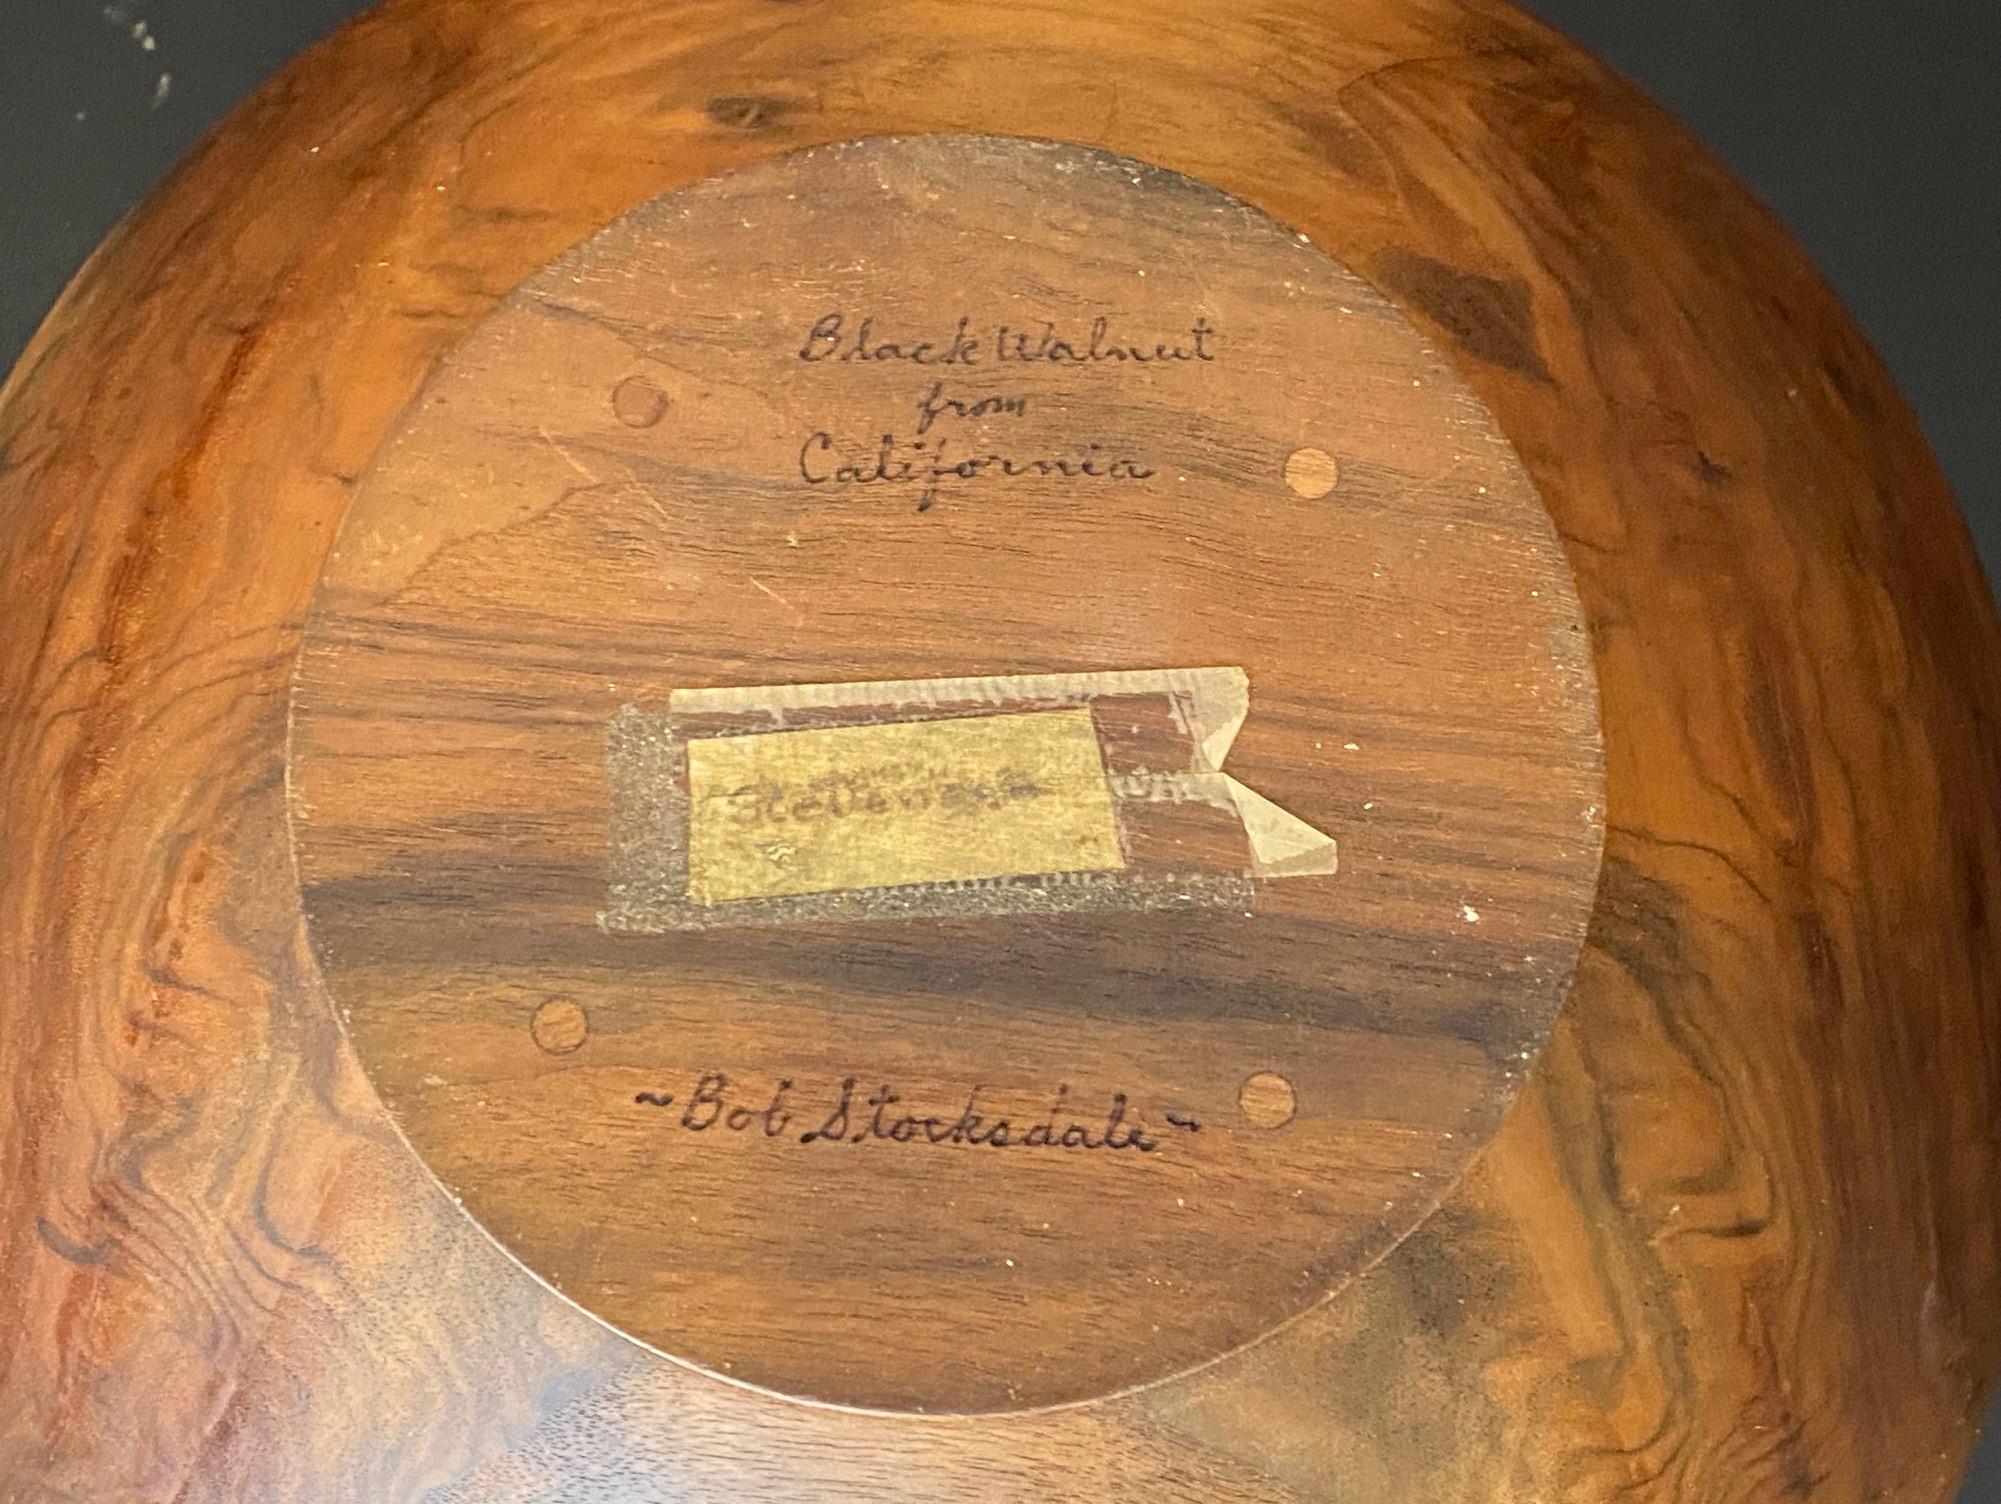 Black Walnut
from
California
~Bob Stocksdale~